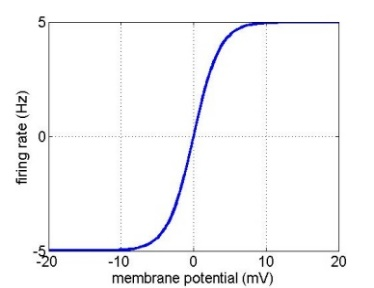 5
firing rate (Hz)
0
-5
-20 -10 0 10 20
membrane potential (mV)